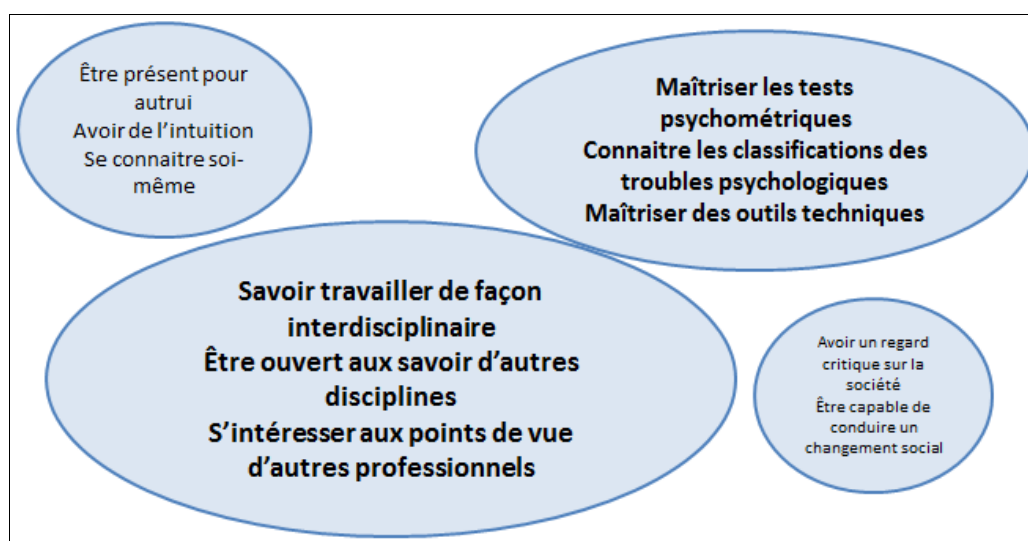 Être présent pour
autrui
Avoir de l’intuition
Se connaitre soi-
même
Maîtriser les tests
psychométriques
Connaitre les classifications des
troubles psychologiques
Maîtriser des outils techniques
Savoir travailler de façon
interdisciplinaire
Être ouvert aux savoir d’autres
disciplines
S’intéresser aux points de vue
d’autres professionnels
Avoir un regard
critique sur la
société
Être capable de
conduire un
changement social